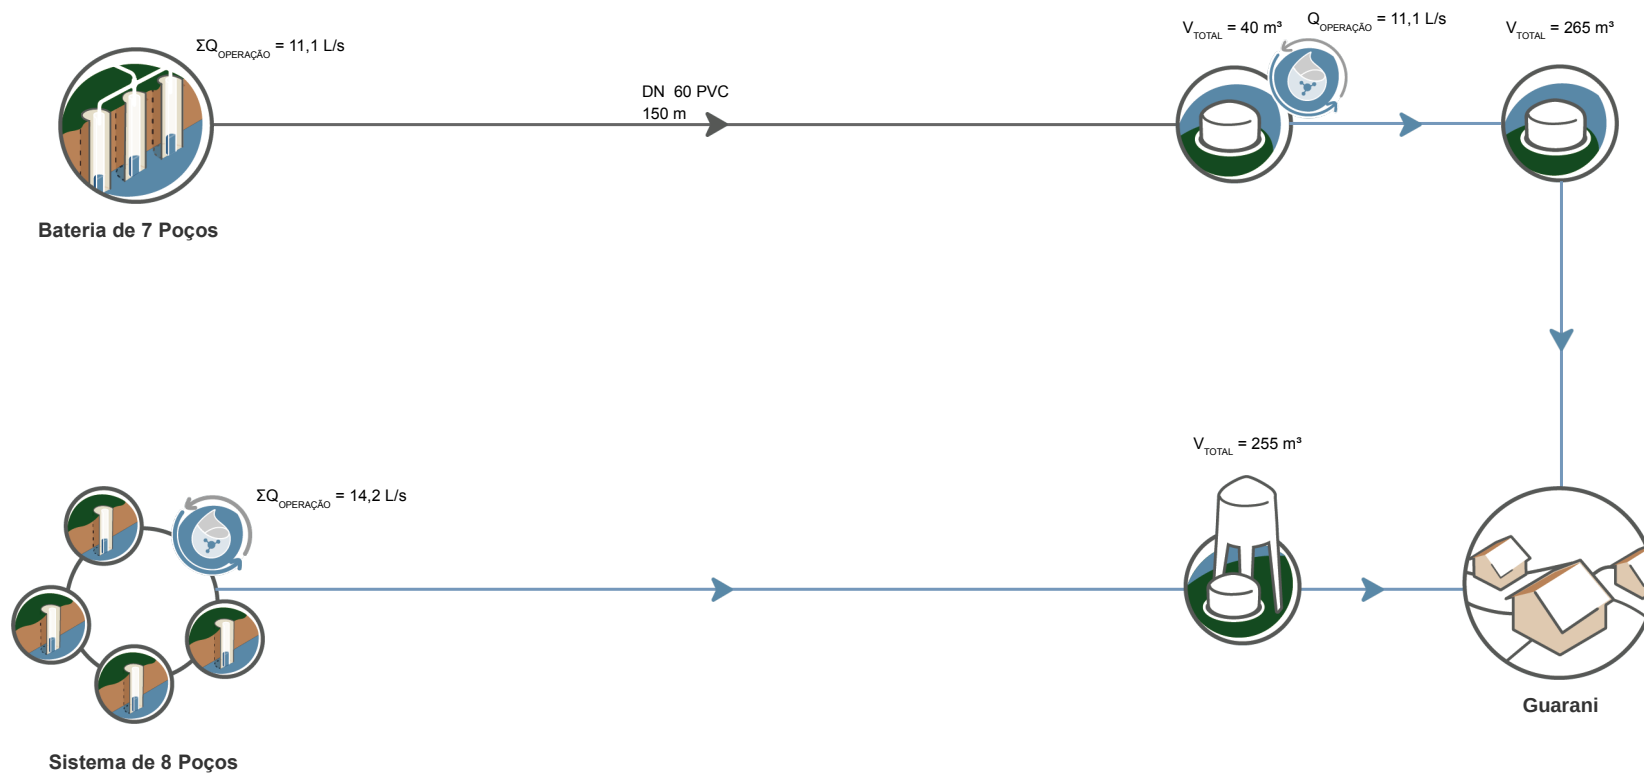 ΣQOPERAÇÃO = 11,1 L/s
DN 60 PVC
150 m
VTOTAL = 40 m³
QOPERAÇÃO = 11,1 L/s
VTOTAL = 265 m³
Bateria de 7 Poços
ΣQOPERAÇÃO = 14,2 L/s
VTOTAL = 255 m³
Guarani
Sistema de 8 Poços